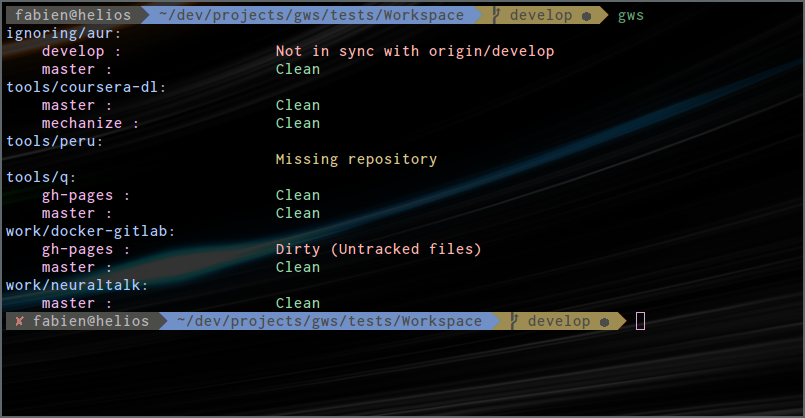 fabien@helios ~/dev/projects/gws/tests/Workspace develop ● gws
ignoring/aur:
develop : Not in sync with origin/develop
master : Clean
tools/coursera-dl:
master : Clean
mechanize : Clean
tools/peru:
Missing repository
tools/q:
gh-pages : Clean
master : Clean
work/docker-gitlab:
gh-pages : Dirty (Untracked files)
master : Clean
work/neuraltalk:
master : Clean
✘ fabien@helios ~/dev/projects/gws/tests/Workspace develop ●